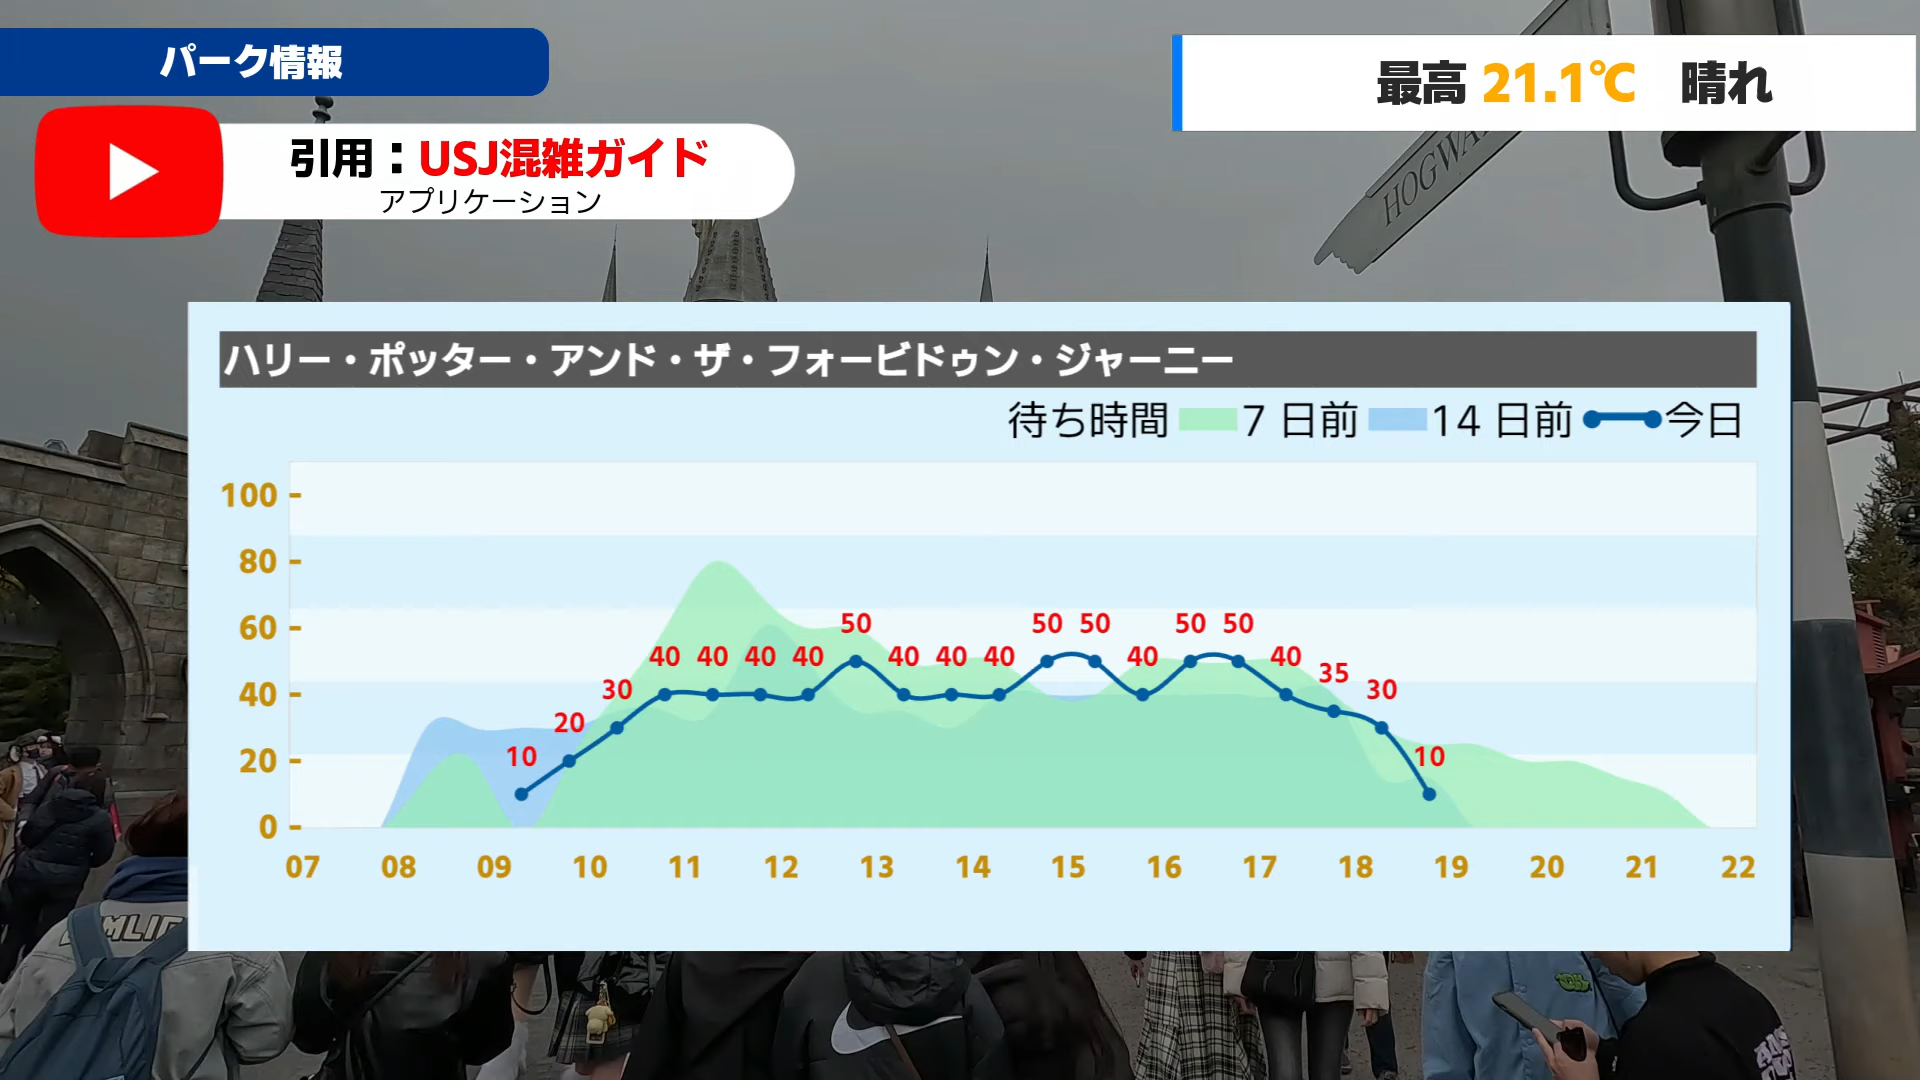 パーク情報
最高 21.1℃ 晴れ
引用：USJ混雑ガイド
アプリケーション
HOGWA
ハリー・ポッター・アンド・ザ・フォービドゥン・ジャーニー
待ち時間 7 日前 14 日前 今日
100
80
60
40
20
0
10 20 30 40 40 40 40 50 40 40 40 50 50 40 50 50 40 35 30 10
07 08 09 10 11 12 13 14 15 16 17 18 19 20 21 22